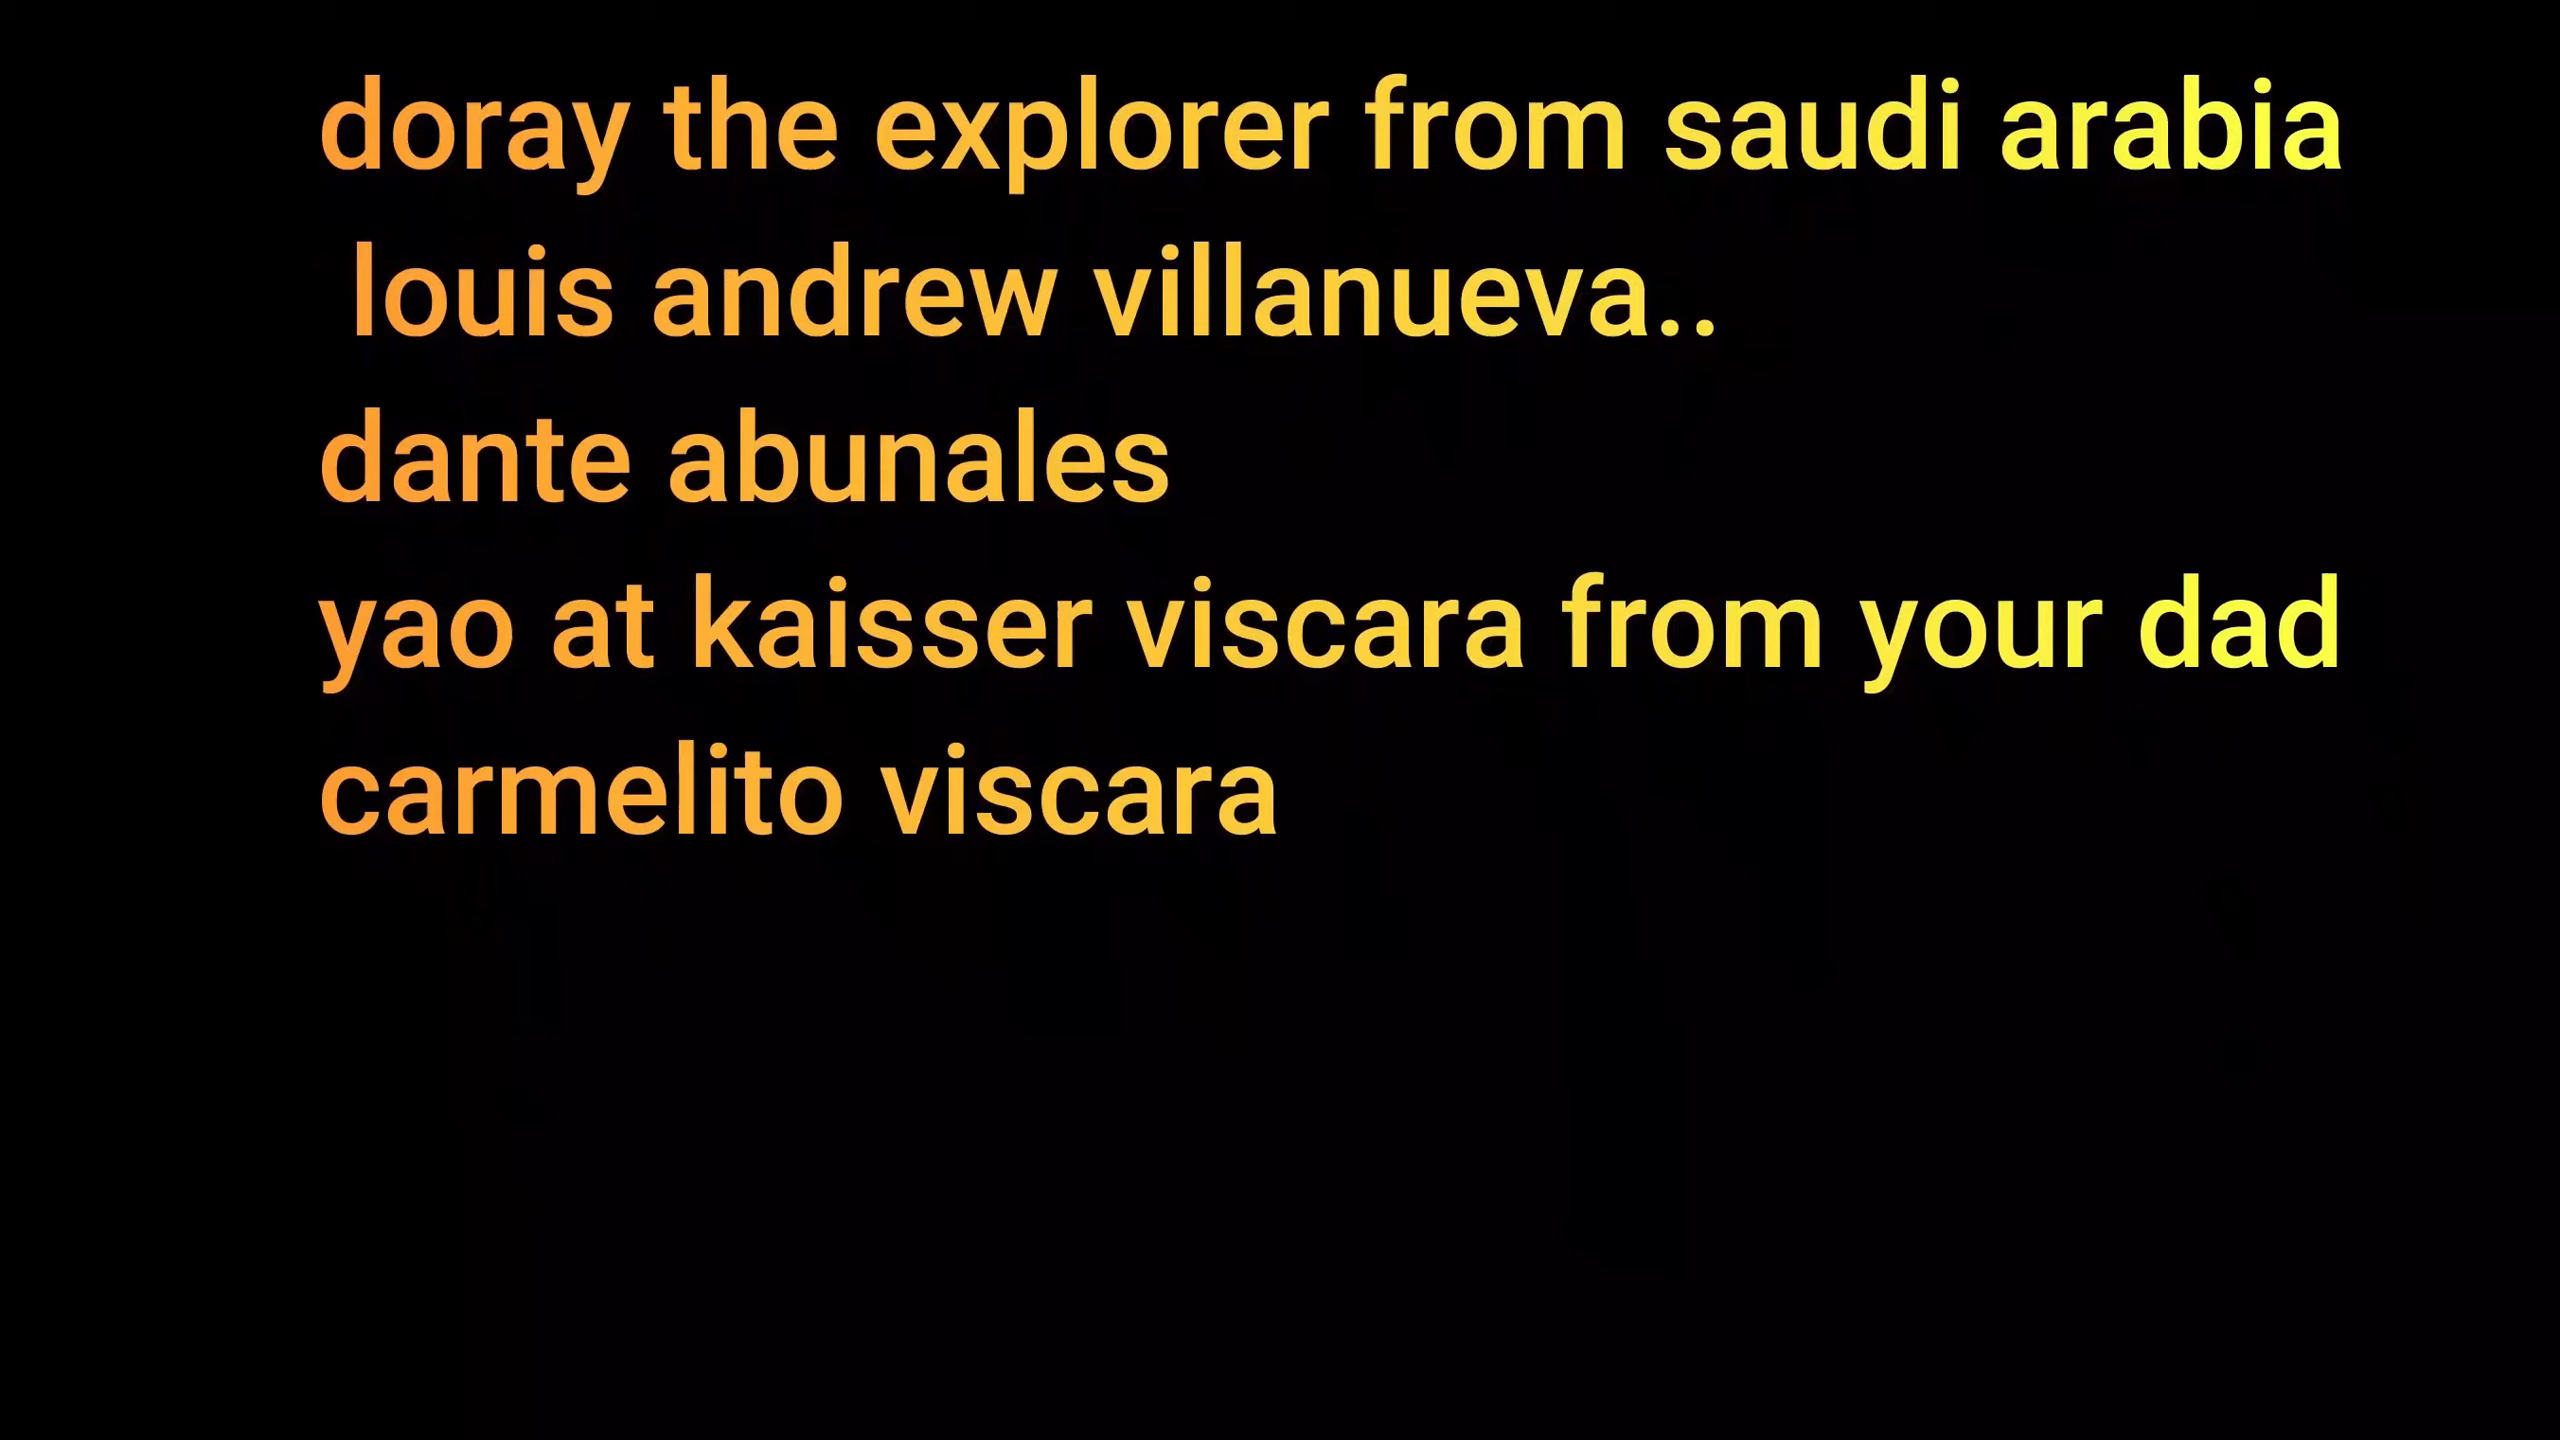 doray the explorer from saudi arabia
louis andrew villanueva..
dante abunales
yao at kaisser viscara from your dad
carmelito viscara